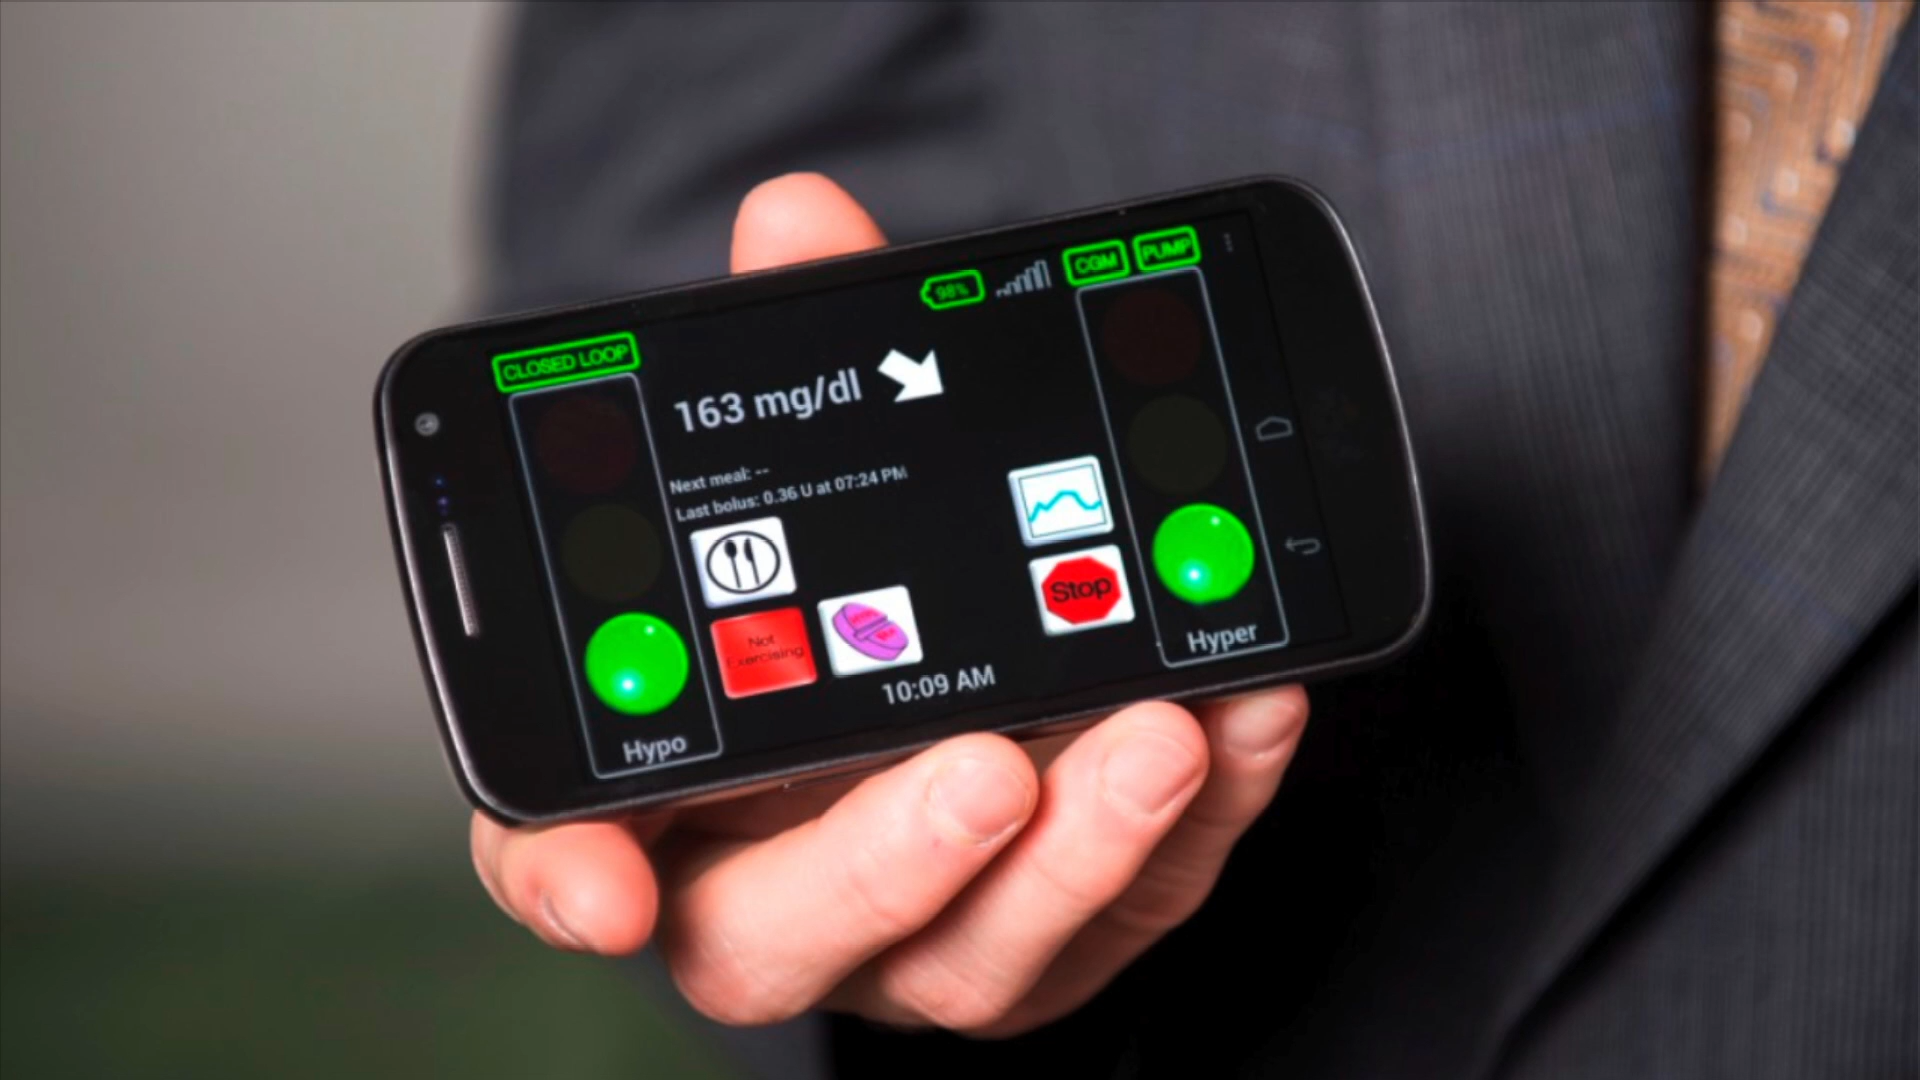 98%
CGM
PUMP
CLOSED LOOP
163 mg/dl
Next meal: --
Last bolus: 0.36 U at 07:24 PM
Stop
Not
Exercising
Hyper
10:09 AM
Hypo